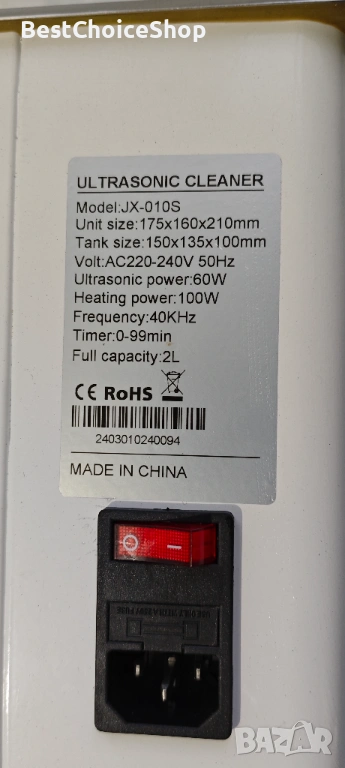 BestChoiceShop
ULTRASONIC CLEANER
Model:JX-010S
Unit size:175x160x210mm
Tank size:150x135x100mm
Volt:AC220-240V 50Hz
Ultrasonic power:60W
Heating power:100W
Frequency:40KHz
Timer:0-99min
Full capacity:2L
CE RoHS
2403010240094
MADE IN CHINA
BAZAR